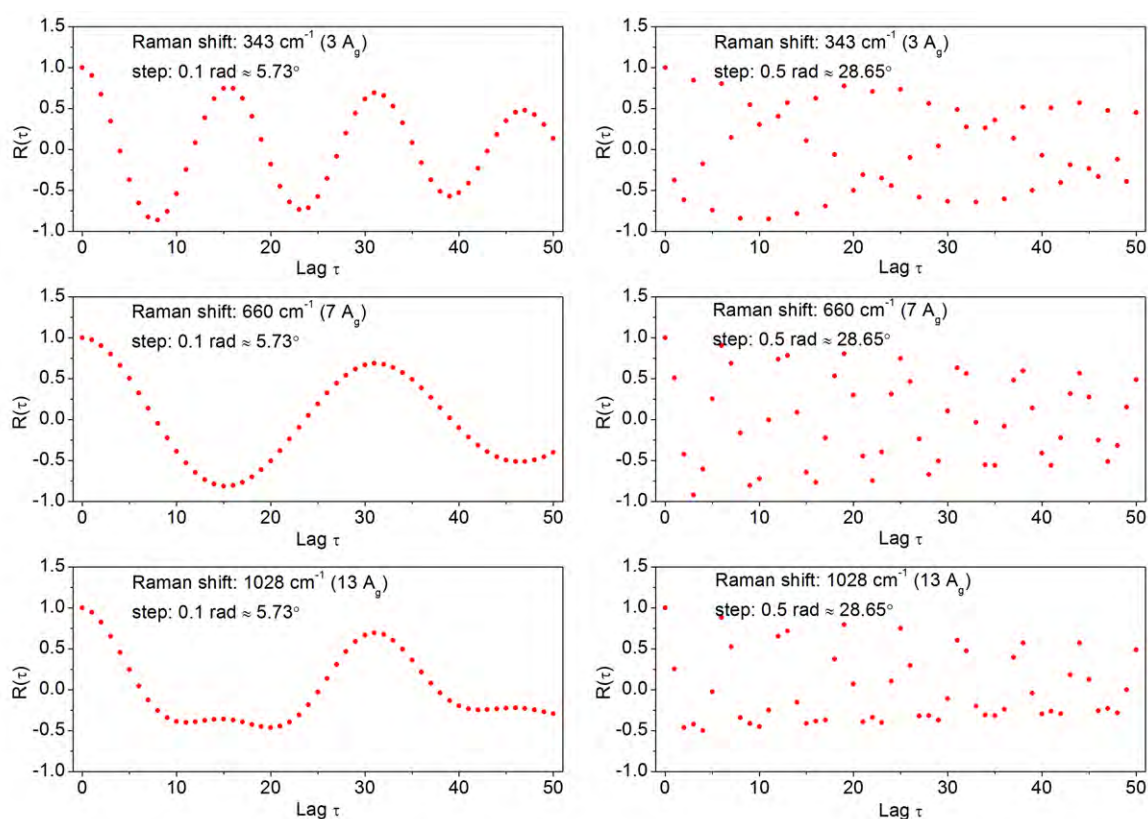 Raman shift: 343 cm⁻¹ (3 A_g)
step: 0.1 rad ≈ 5.73°
R(τ)
1.5
1.0
0.5
0.0
-0.5
-1.0
0 10 20 30 40 50
Lag τ
Raman shift: 343 cm⁻¹ (3 A_g)
step: 0.5 rad ≈ 28.65°
R(τ)
1.5
1.0
0.5
0.0
-0.5
-1.0
0 10 20 30 40 50
Lag τ
Raman shift: 660 cm⁻¹ (7 A_g)
step: 0.1 rad ≈ 5.73°
R(τ)
1.5
1.0
0.5
0.0
-0.5
-1.0
0 10 20 30 40 50
Lag τ
Raman shift: 660 cm⁻¹ (7 A_g)
step: 0.5 rad ≈ 28.65°
R(τ)
1.5
1.0
0.5
0.0
-0.5
-1.0
0 10 20 30 40 50
Lag τ
Raman shift: 1028 cm⁻¹ (13 A_g)
step: 0.1 rad ≈ 5.73°
R(τ)
1.5
1.0
0.5
0.0
-0.5
-1.0
0 10 20 30 40 50
Lag τ
Raman shift: 1028 cm⁻¹ (13 A_g)
step: 0.5 rad ≈ 28.65°
R(τ)
1.5
1.0
0.5
0.0
-0.5
-1.0
0 10 20 30 40 50
Lag τ